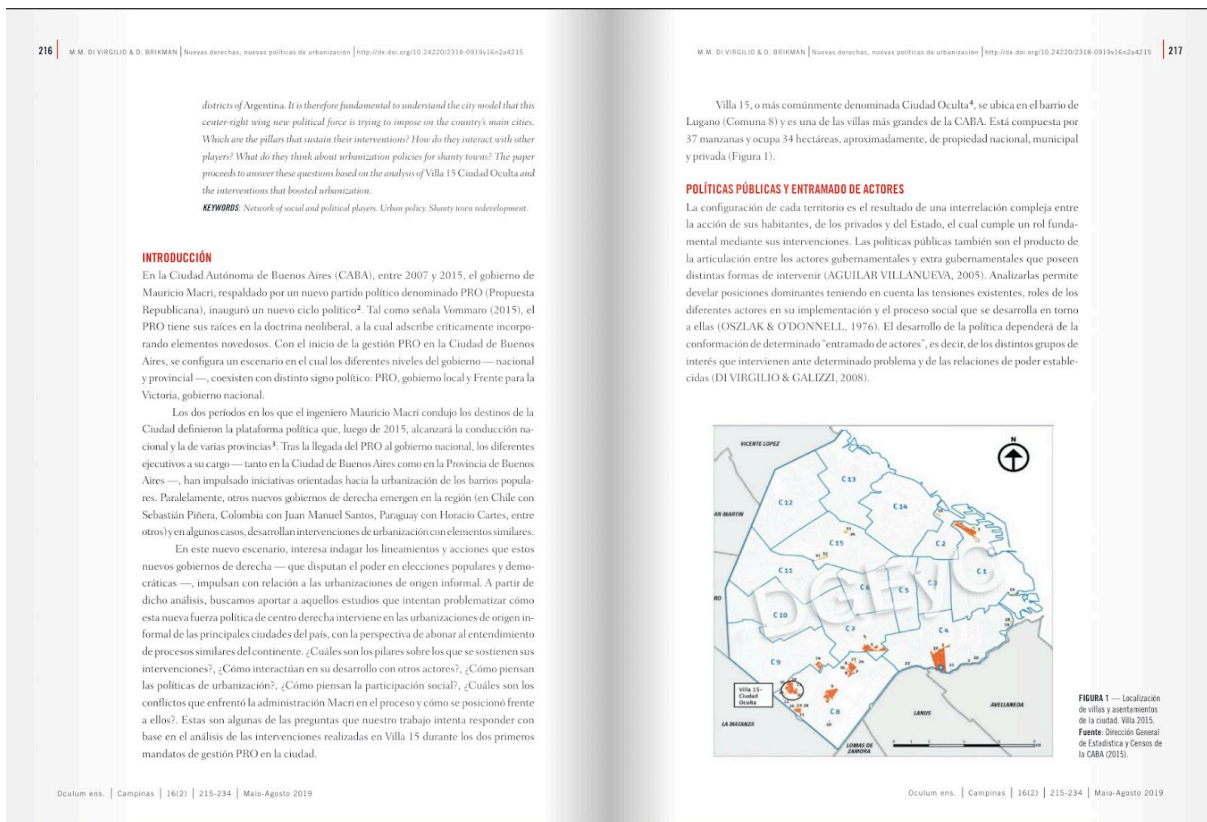 216 | M.M. DI VIRGILIO & D. BRIKMAN | Nuevas derechas, nuevas políticas de urbanización | http://dx.doi.org/10.24220/2318-0919v16n2a4215
districts of Argentina. It is therefore fundamental to understand the city model that this
center-right wing new political force is trying to impose on the country's main cities.
Which are the pillars that sustain their interventions? How do they interact with other
players? What do they think about urbanization policies for shanty towns? The paper
proceeds to answer these questions based on the analysis of Villa 15 Ciudad Oculta and
the interventions that boosted urbanization.
KEYWORDS: Network of social and political players. Urban policy. Shanty town redevelopment.
INTRODUCCIÓN
En la Ciudad Autónoma de Buenos Aires (CABA), entre 2007 y 2015, el gobierno de
Mauricio Macri, respaldado por un nuevo partido político denominado PRO (Propuesta
Republicana), inauguró un nuevo ciclo político². Tal como señala Vommaro (2015), el
PRO tiene sus raíces en la doctrina neoliberal, a la cual adscribe críticamente incorpo-
rando elementos novedosos. Con el inicio de la gestión PRO en la Ciudad de Buenos
Aires, se configura un escenario en el cual los diferentes niveles del gobierno — nacional
y provincial —, coexisten con distinto signo político: PRO, gobierno local y Frente para la
Victoria, gobierno nacional.
Los dos períodos en los que el ingeniero Mauricio Macri condujo los destinos de la
Ciudad definieron la plataforma política que, luego de 2015, alcanzará la conducción na-
cional y la de varias provincias³. Tras la llegada del PRO al gobierno nacional, los diferentes
ejecutivos a su cargo — tanto en la Ciudad de Buenos Aires como en la Provincia de Buenos
Aires —, han impulsado iniciativas orientadas hacia la urbanización de los barrios popula-
res. Paralelamente, otros nuevos gobiernos de derecha emergen en la región (en Chile con
Sebastián Piñera, Colombia con Juan Manuel Santos, Paraguay con Horacio Cartes, entre
otros) y en algunos casos, desarrollan intervenciones de urbanización con elementos similares.
En este nuevo escenario, interesa indagar los lineamientos y acciones que estos
nuevos gobiernos de derecha — que disputan el poder en elecciones populares y demo-
cráticas —, impulsan con relación a las urbanizaciones de origen informal. A partir de
dicho análisis, buscamos aportar a aquellos estudios que intentan problematizar cómo
esta nueva fuerza política de centro derecha interviene en las urbanizaciones de origen in-
formal de las principales ciudades del país, con la perspectiva de abonar al entendimiento
de procesos similares del continente. ¿Cuáles son los pilares sobre los que se sostienen sus
intervenciones?, ¿Cómo interactúan en su desarrollo con otros actores?, ¿Cómo piensan
las políticas de urbanización?, ¿Cómo piensan la participación social?, ¿Cuáles son los
conflictos que enfrentó la administración Macri en el proceso y cómo se posicionó frente
a ellos?. Estas son algunas de las preguntas que nuestro trabajo intenta responder con
base en el análisis de las intervenciones realizadas en Villa 15 durante los dos primeros
mandatos de gestión PRO en la ciudad.
Oculum ens. | Campinas | 16(2) | 215-234 | Maio-Agosto 2019
M.M. DI VIRGILIO & D. BRIKMAN | Nuevas derechas, nuevas políticas de urbanización | http://dx.doi.org/10.24220/2318-0919v16n2a4215 | 217
Villa 15, o más comúnmente denominada Ciudad Oculta⁴, se ubica en el barrio de
Lugano (Comuna 8) y es una de las villas más grandes de la CABA. Está compuesta por
37 manzanas y ocupa 34 hectáreas, aproximadamente, de propiedad nacional, municipal
y privada (Figura 1).
POLÍTICAS PÚBLICAS Y ENTRAMADO DE ACTORES
La configuración de cada territorio es el resultado de una interrelación compleja entre
la acción de sus habitantes, de los privados y del Estado, el cual cumple un rol funda-
mental mediante sus intervenciones. Las políticas públicas también son el producto de
la articulación entre los actores gubernamentales y extra gubernamentales que poseen
distintas formas de intervenir (AGUILAR VILLANUEVA, 2005). Analizarlas permite
develar posiciones dominantes teniendo en cuenta las tensiones existentes, roles de los
diferentes actores en su implementación y el proceso social que se desarrolla en torno
a ellas (OSZLAK & O'DONNELL, 1976). El desarrollo de la política dependerá de la
conformación de determinado "entramado de actores", es decir, de los distintos grupos de
interés que intervienen ante determinado problema y de las relaciones de poder estable-
cidas (DI VIRGILIO & GALIZZI, 2008).
VICENTE LOPEZ
N
C 13
C 12
C 14
AN MARTIN
C 15
C 2
C 11
C 1
C 3
C 6
C 5
DGEyC
C 10
RO
C 7
C 4
C 9
Villa 15-
Ciudad
Oculta
C 8
LA MATANZA
LANUS
AVELLANEDA
LOMAS DE
ZAMORA
FIGURA 1 — Localización
de villas y asentamientos
de la ciudad. Villa 2015.
Fuente: Dirección General
de Estadística y Censos de
la CABA (2015).
Oculum ens. | Campinas | 16(2) | 215-234 | Maio-Agosto 2019